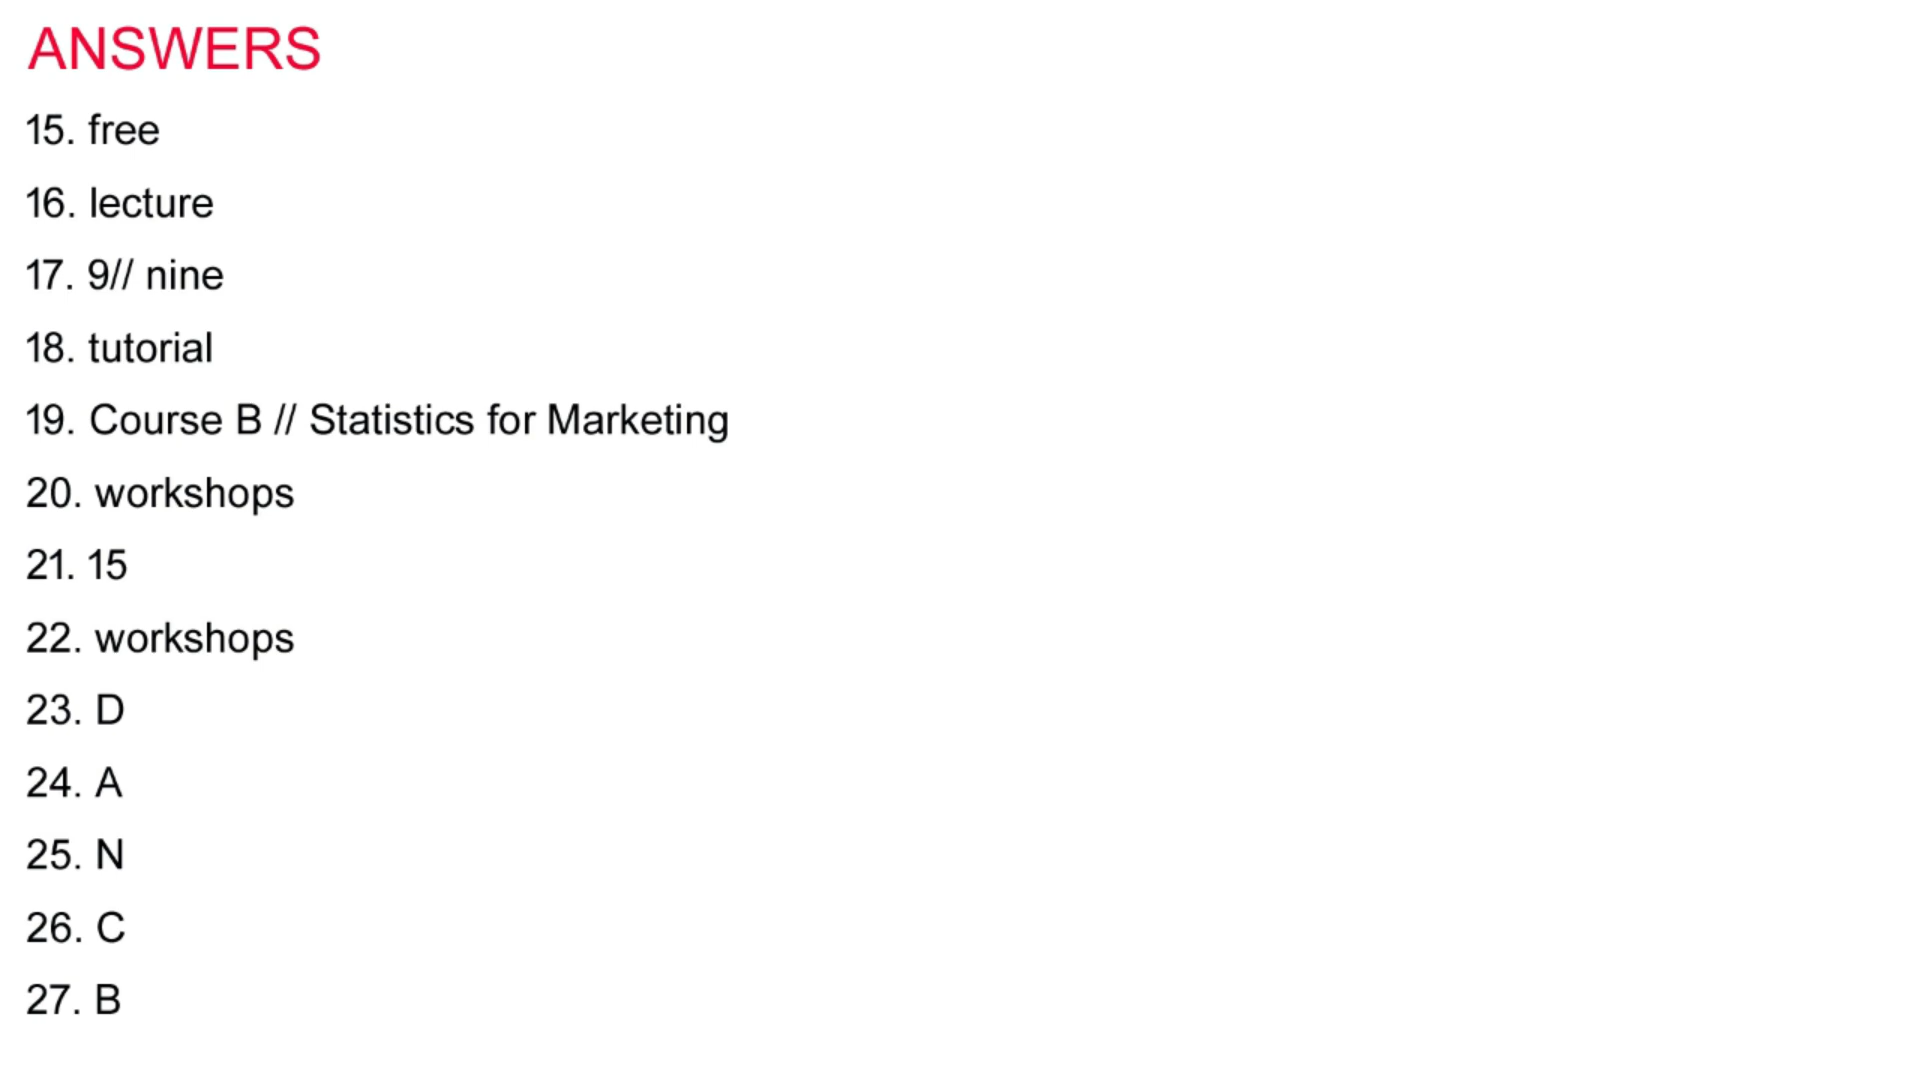 ANSWERS
15. free
16. lecture
17. 9// nine
18. tutorial
19. Course B // Statistics for Marketing
20. workshops
21. 15
22. workshops
23. D
24. A
25. N
26. C
27. B